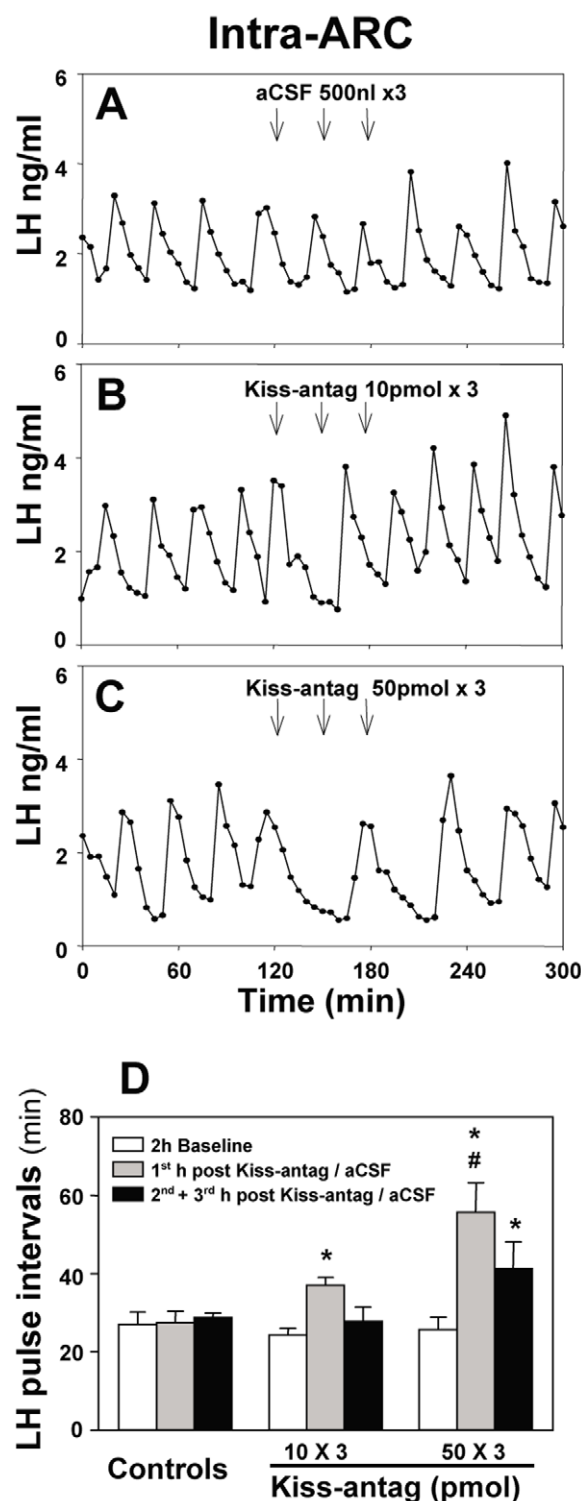 Intra-ARC
A
aCSF 500nl x3
LH ng/ml
6
4
2
0
B
Kiss-antag 10pmol x 3
LH ng/ml
6
4
2
0
C
Kiss-antag 50pmol x 3
LH ng/ml
6
4
2
0
0 60 120 180 240 300
Time (min)
D
LH pulse intervals (min)
80
60
40
20
0
2h Baseline
1st h post Kiss-antag / aCSF
2nd + 3rd h post Kiss-antag / aCSF
*
*
#
*
10 X 3 50 X 3
Controls
Kiss-antag (pmol)